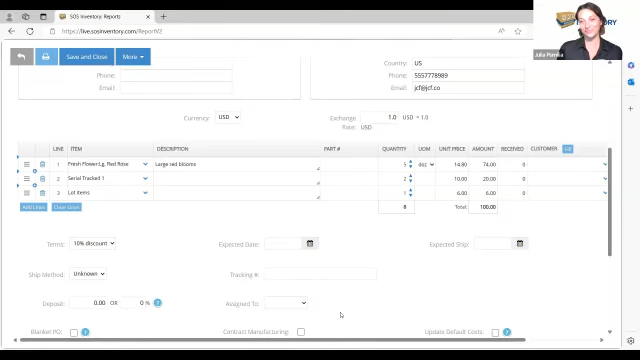 SOS Inventory: Reports
https://live.sosinventory.com/ReportV2
Julia Pomilia
Save and Close
More
Country: US
Phone:
Phone: 5557778989
Email:
Email: jcf@jcf.co
Currency: USD
Exchange Rate: 1.0 USD = 1.0 USD
LINE ITEM DESCRIPTION PART # QUANTITY UOM UNIT PRICE AMOUNT RECEIVED CUSTOMER
1 Fresh Flower:Lg. Red Rose Large red blooms 5 doz 14.80 74.00 0
2 Serial Tracked 1 2 10.00 20.00 0
3 Lot Items 1 6.00 6.00 0
Add Lines Clear Lines 8 Total: 100.00
Terms: 10% discount Expected Date: Expected Ship:
Ship Method: Unknown Tracking #:
Deposit: 0.00 OR 0 % Assigned To:
Blanket PO: Contract Manufacturing: Update Default Costs: